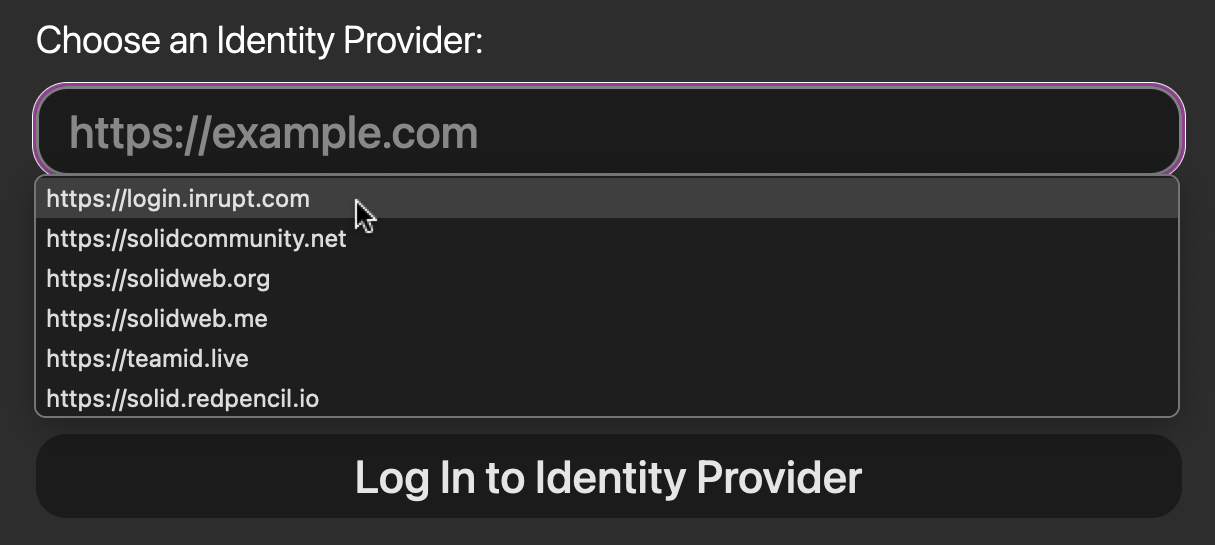 Choose an Identity Provider:
https://example.com
https://login.inrupt.com
https://solidcommunity.net
https://solidweb.org
https://solidweb.me
https://teamid.live
https://solid.redpencil.io
Log In to Identity Provider